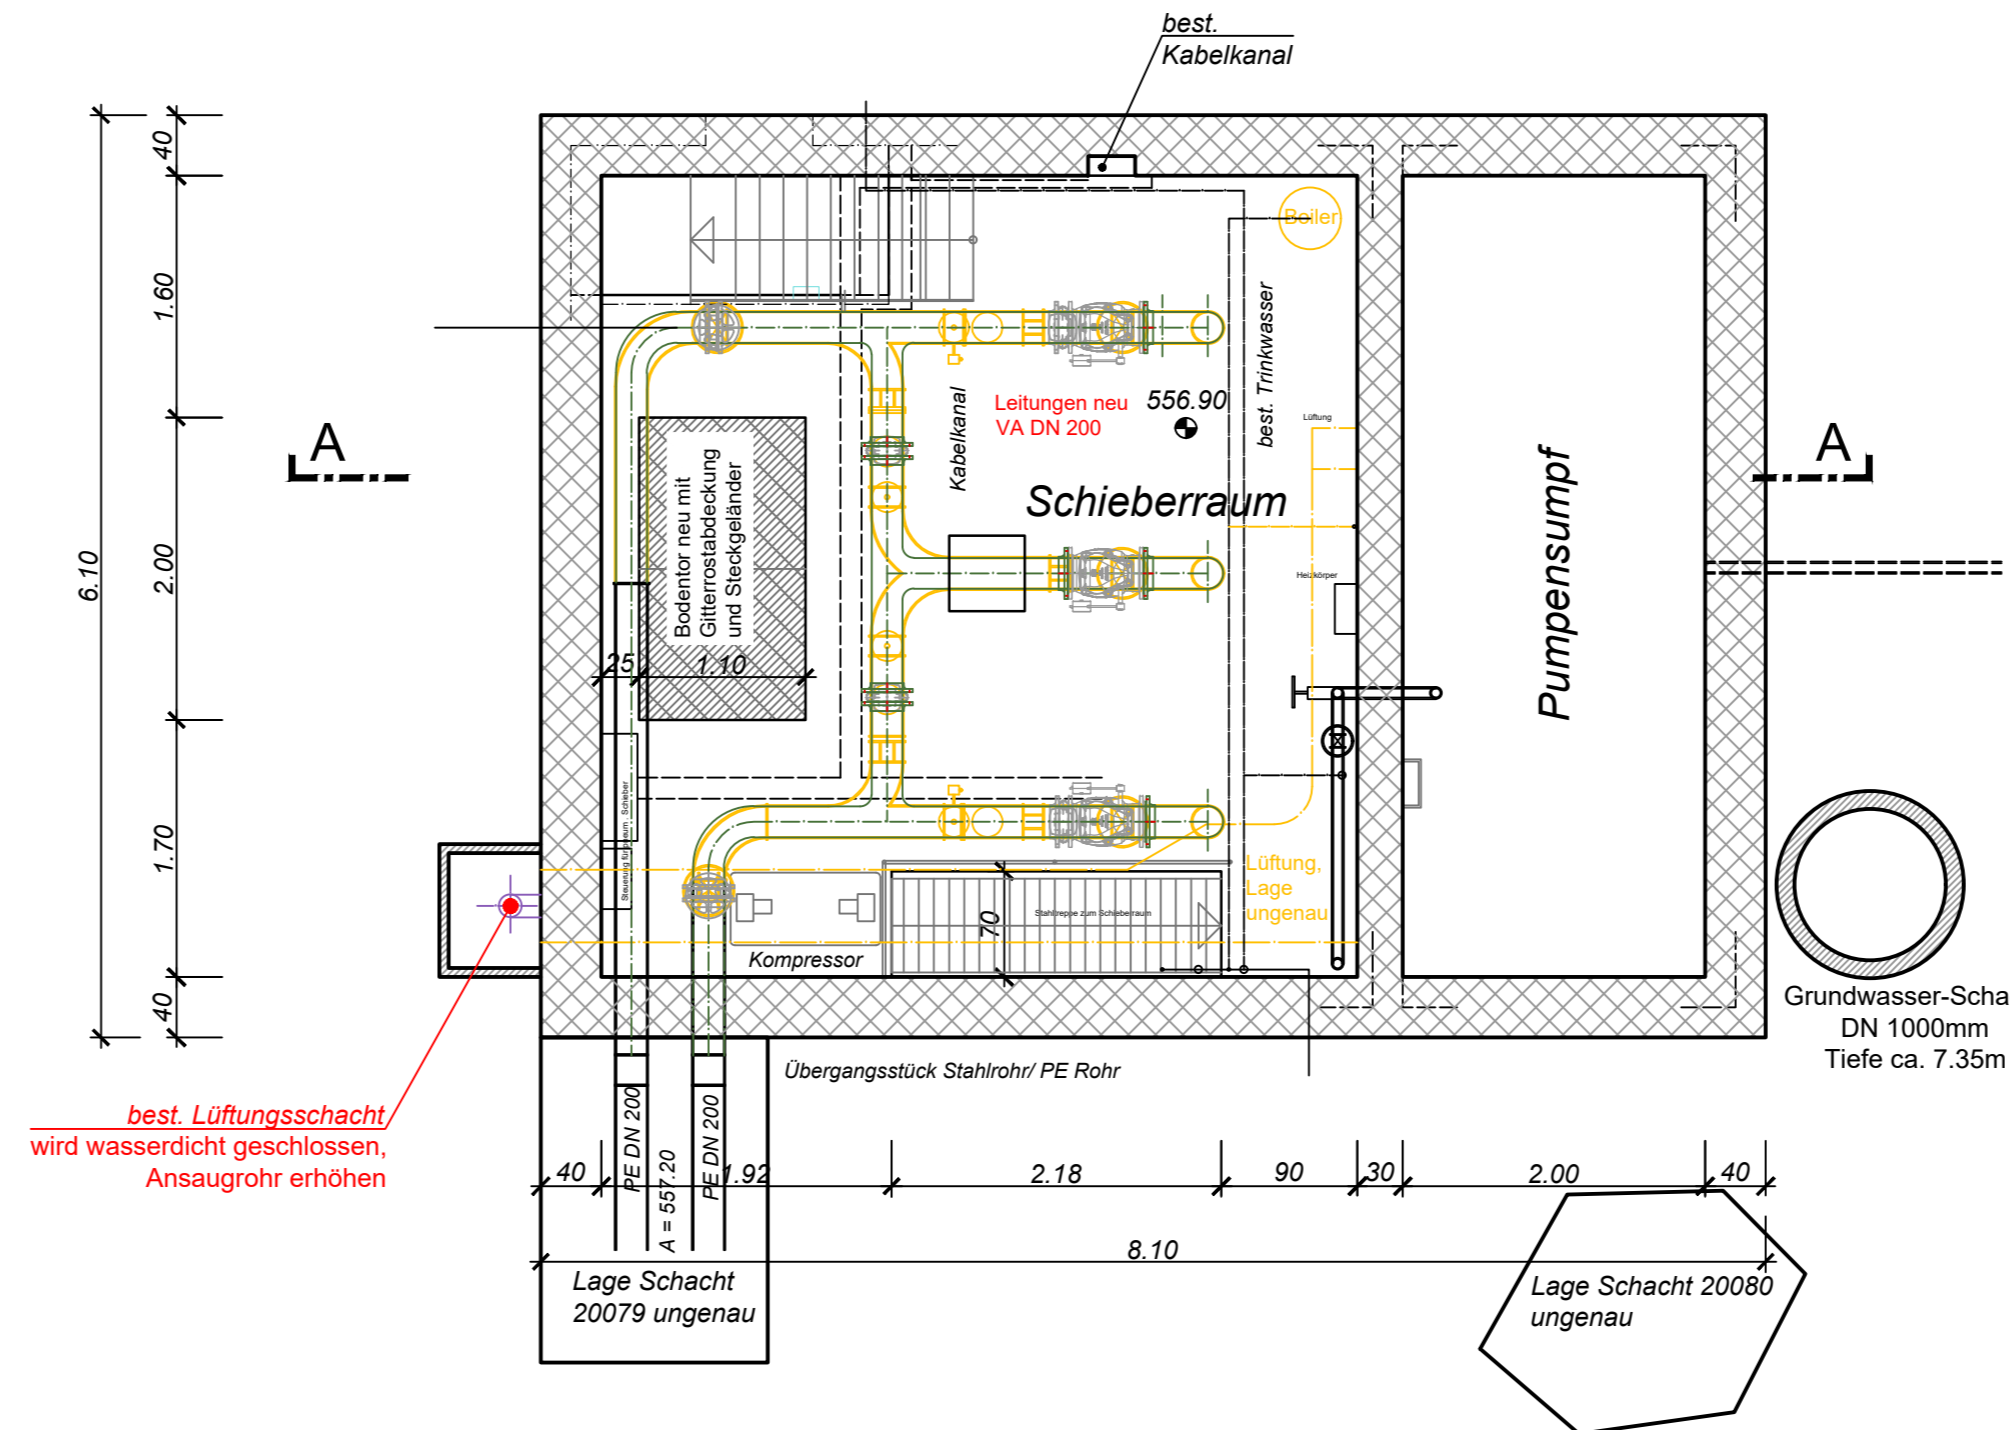 best.
Kabelkanal
40
1.60
2.00
6.10
1.70
40
A
A
Boiler
best. Trinkwasser
Kabelkanal
Leitungen neu
VA DN 200
556.90
Lüftung
Schieberraum
Bodentor neu mit
Gitterrostabdeckung
und Steckgeländer
25
1.10
Heizkörper
Pumpensumpf
Lüftung,
Lage
ungenau
70
Stahltreppe zum Schieberraum
Kompressor
Grundwasser-Scha
DN 1000mm
Tiefe ca. 7.35m
Übergangsstück Stahlrohr/ PE Rohr
best. Lüftungsschacht
wird wasserdicht geschlossen,
Ansaugrohr erhöhen
PE DN 200
A = 557.20
PE DN 200
40
1.92
2.18
90
30
2.00
40
8.10
Lage Schacht
20079 ungenau
Lage Schacht 20080
ungenau